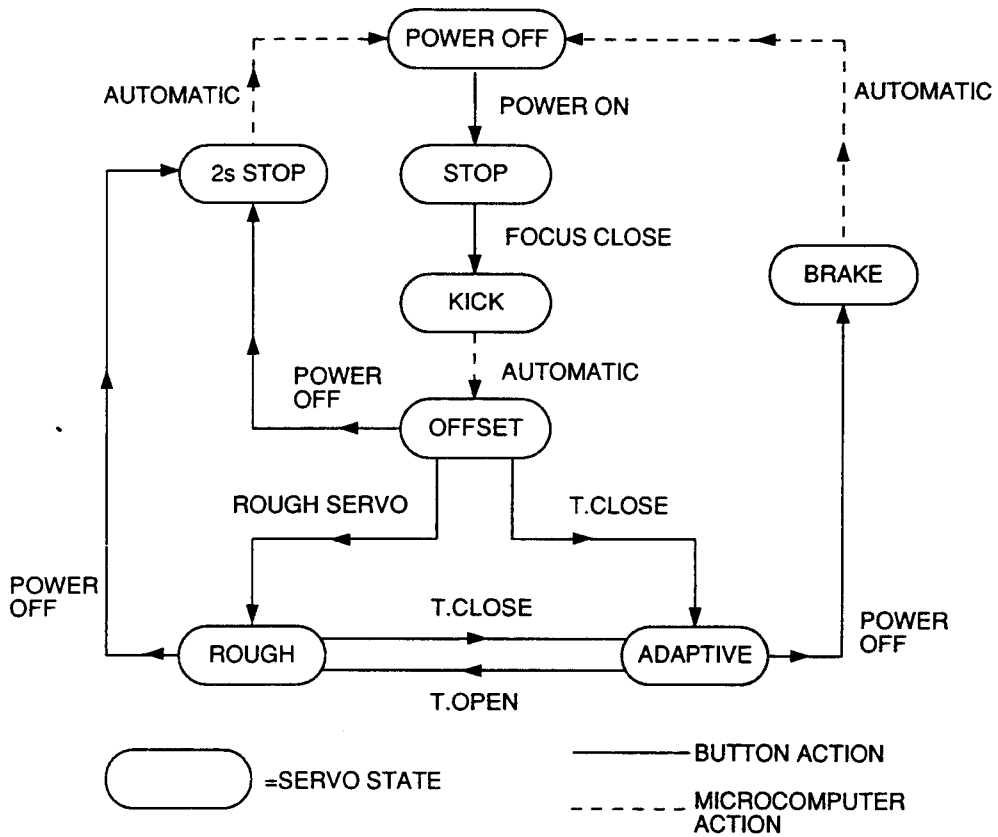 POWER OFF
AUTOMATIC
AUTOMATIC
POWER ON
2s STOP
STOP
FOCUS CLOSE
BRAKE
KICK
AUTOMATIC
POWER
OFF
OFFSET
ROUGH SERVO
T.CLOSE
POWER
OFF
T.CLOSE
POWER
OFF
ROUGH
ADAPTIVE
T.OPEN
=SERVO STATE
BUTTON ACTION
MICROCOMPUTER
ACTION